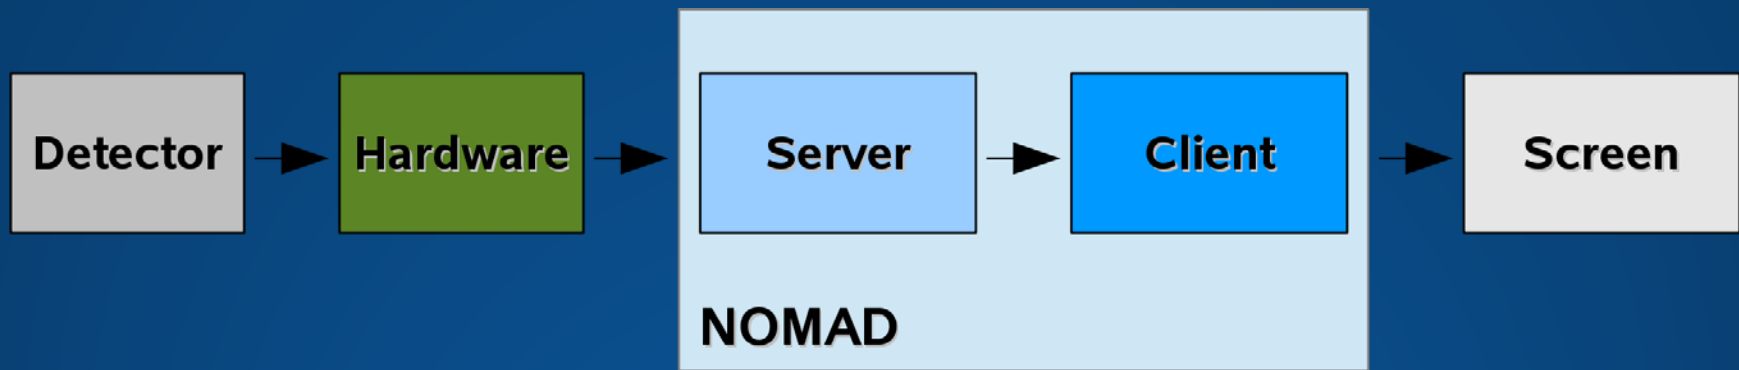 Detector
Hardware
Server
Client
Screen
NOMAD